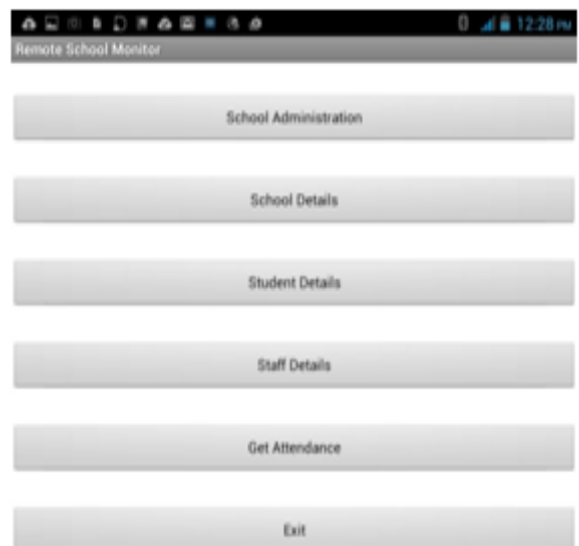 12:28 PM
Remote School Monitor
School Administration
School Details
Student Details
Staff Details
Get Attendance
Exit